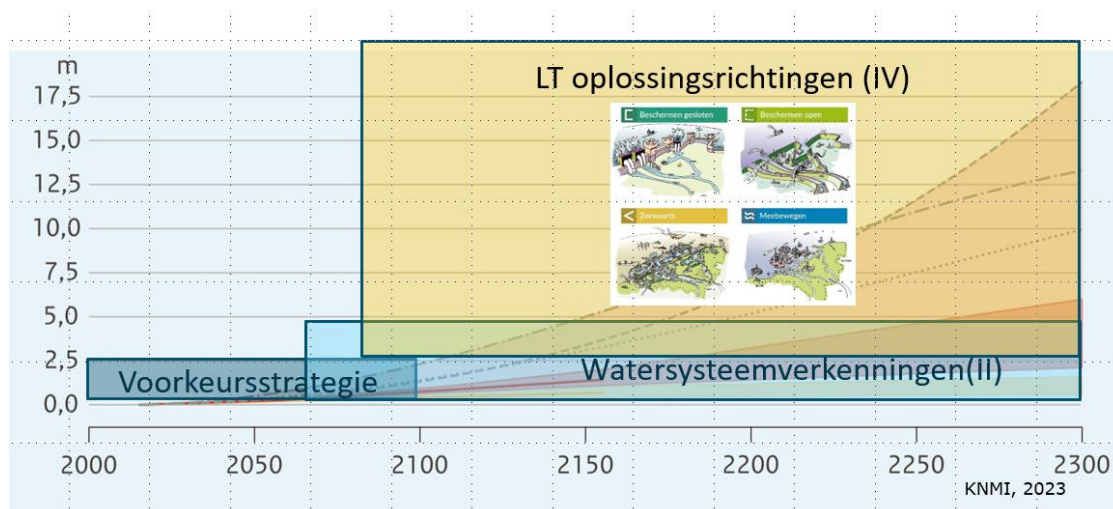 m
LT oplossingsrichtingen (IV)
17,5
15,0
12,5
10,0
7,5
5,0
2,5
0,0
Beschermen gesloten
Beschermen open
Zeewaarts
Meebewegen
Voorkeursstrategie
Watersysteemverkenningen(II)
2000 2050 2100 2150 2200 2250 2300
KNMI, 2023